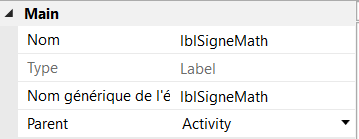 Main
Nom lblSigneMath
Type Label
Nom générique de l'é lblSigneMath
Parent Activity